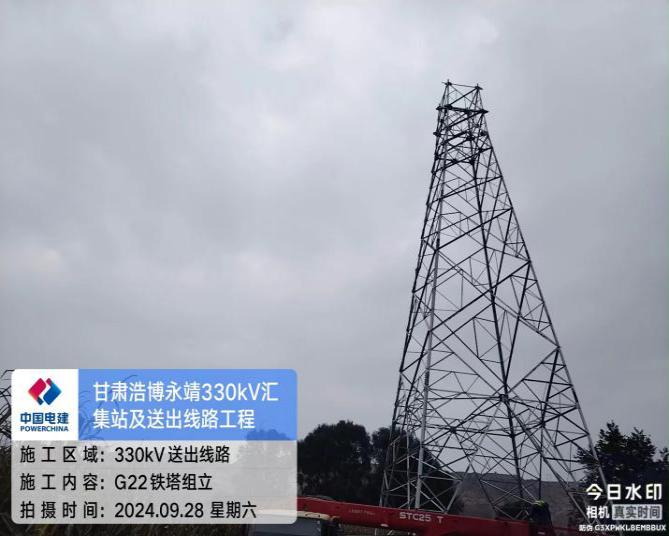 中国电建
POWERCHINA
甘肃浩博永靖330kV汇
集站及送出线路工程
施工区域：330kV送出线路
施工内容：G22铁塔组立
拍摄时间：2024.09.28 星期六
STC25 T
今日水印
相机 真实时间
防伪 G3XPWKLBEMBBUX